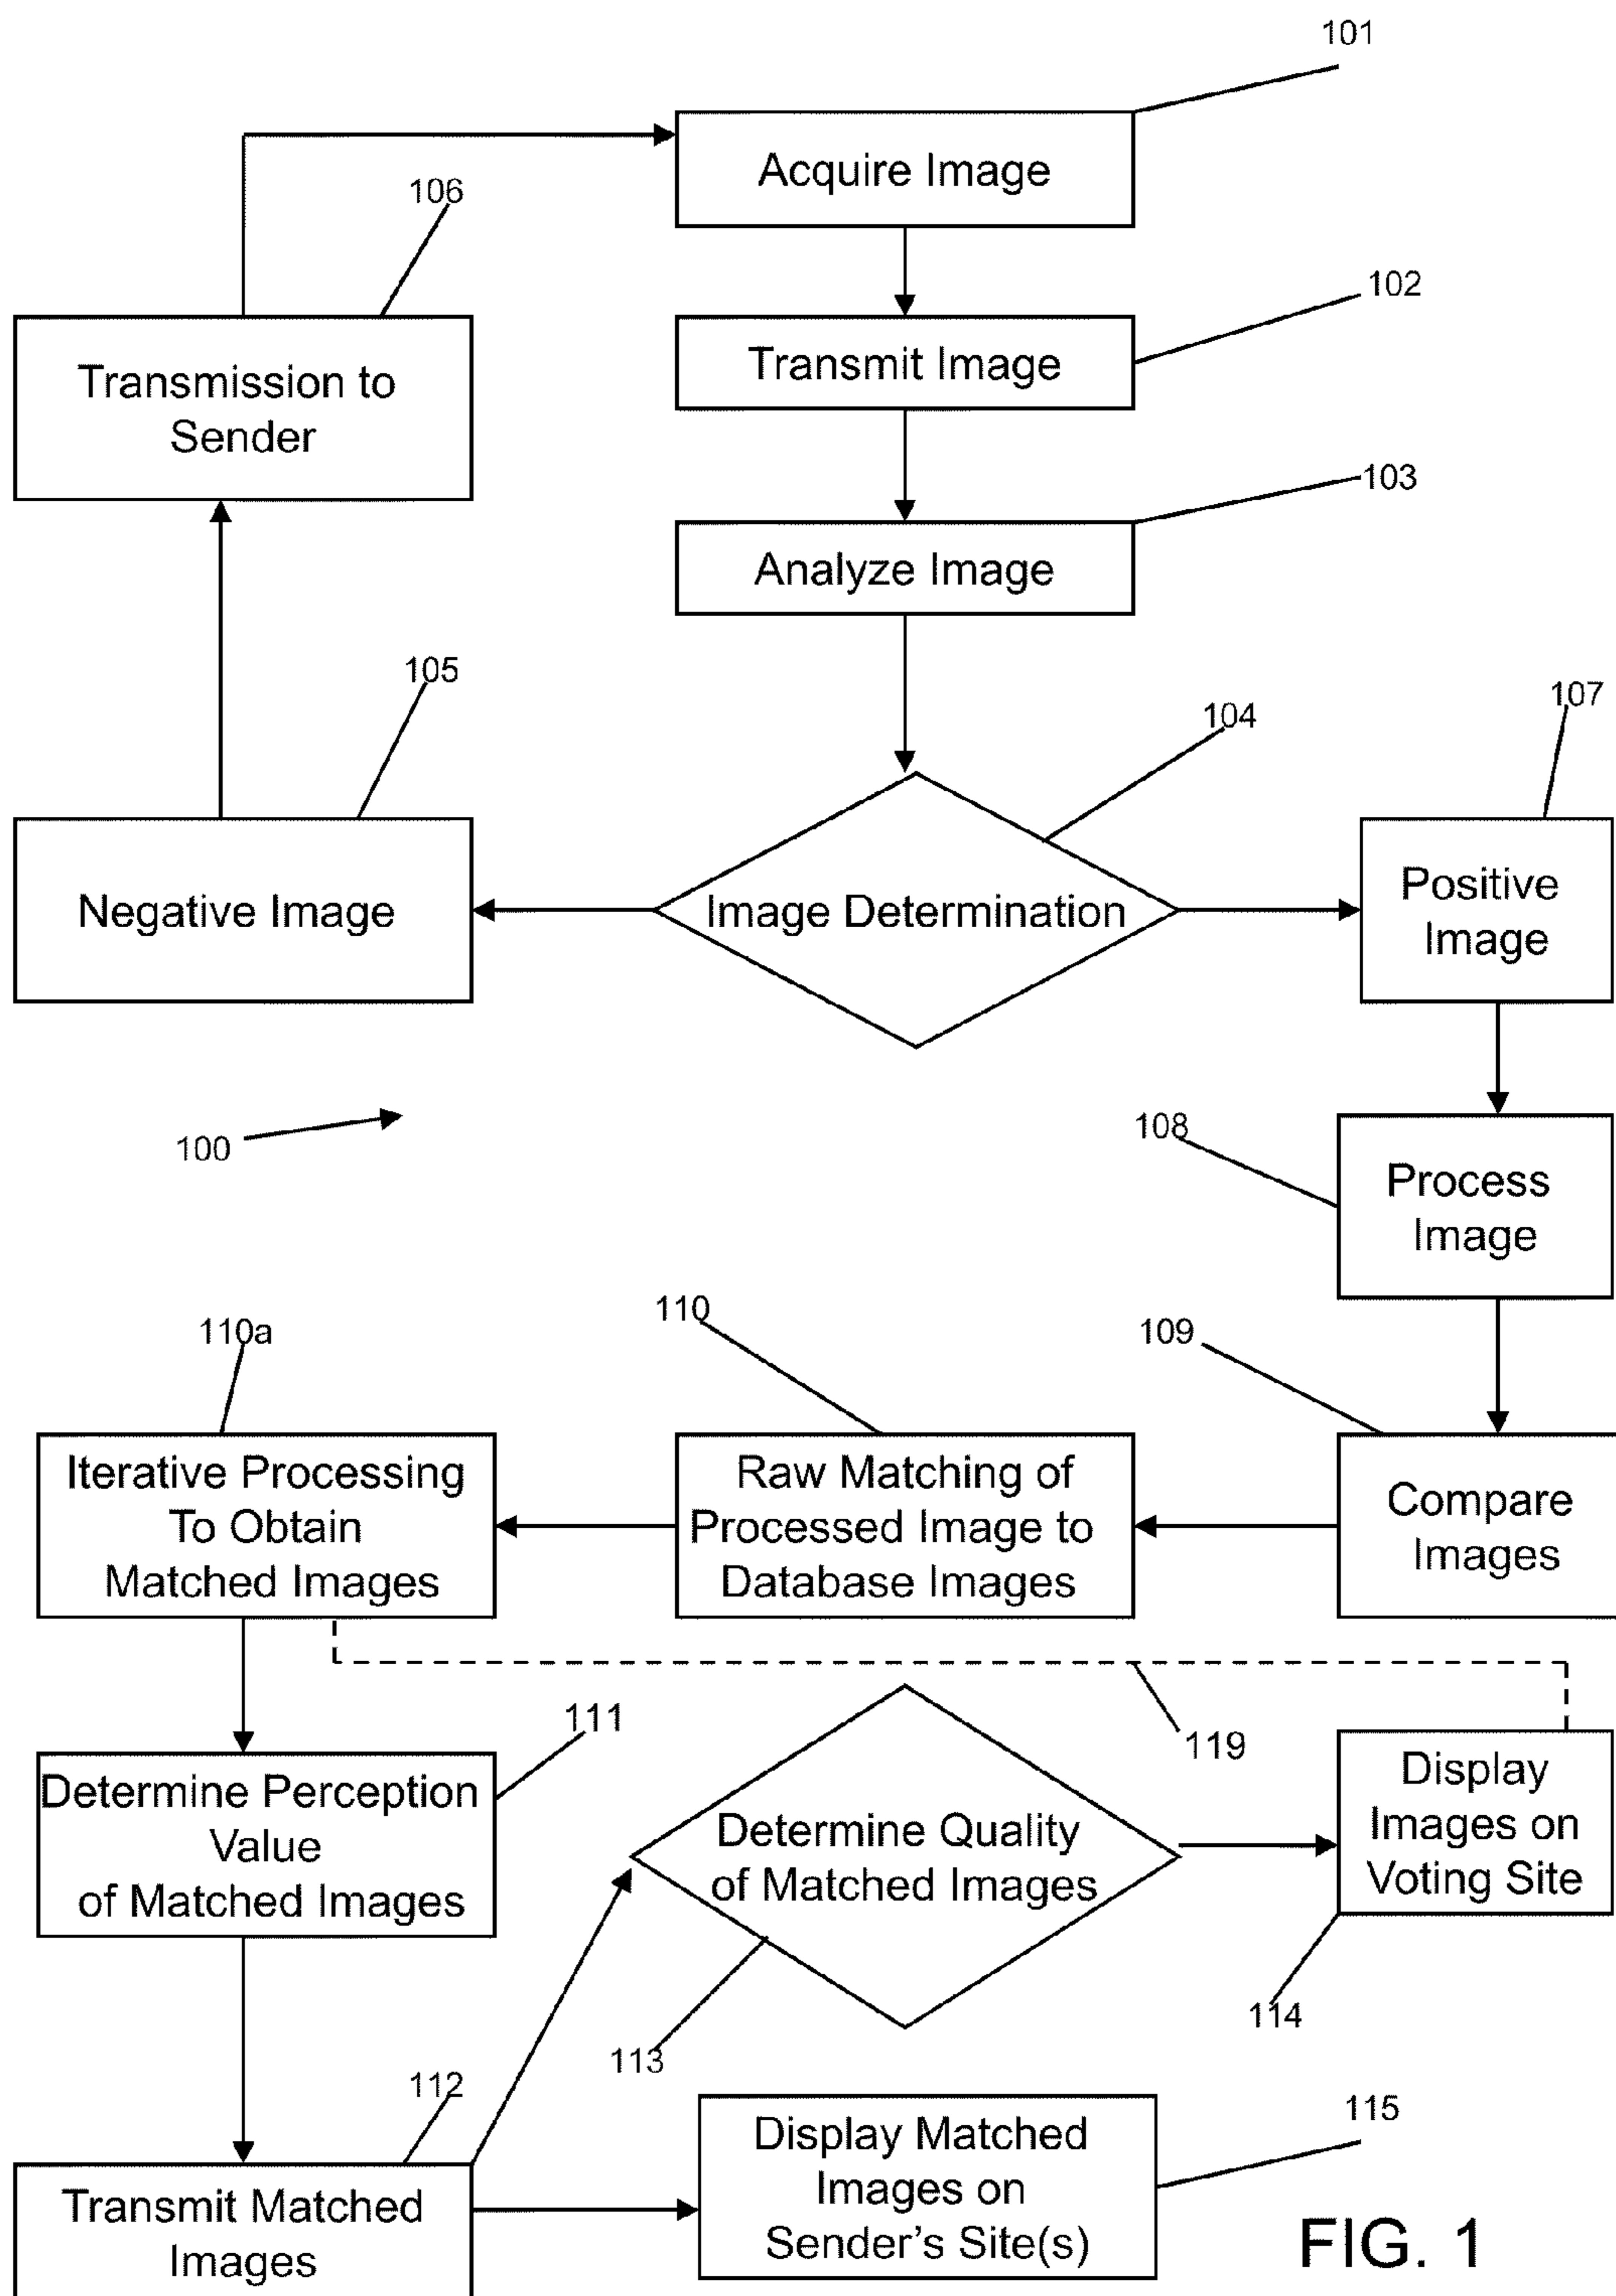 101
Acquire Image
106
102
Transmission to
Sender
Transmit Image
103
Analyze Image
105
107
104
Negative Image
Image Determination
Positive
Image
100
108
Process
Image
110a
110
109
Iterative Processing
To Obtain
Matched Images
Raw Matching of
Processed Image to
Database Images
Compare
Images
111
119
Determine Perception
Value
of Matched Images
Determine Quality
of Matched Images
Display
Images on
Voting Site
113
114
112
115
Transmit Matched
Images
Display Matched
Images on
Sender's Site(s)
FIG. 1